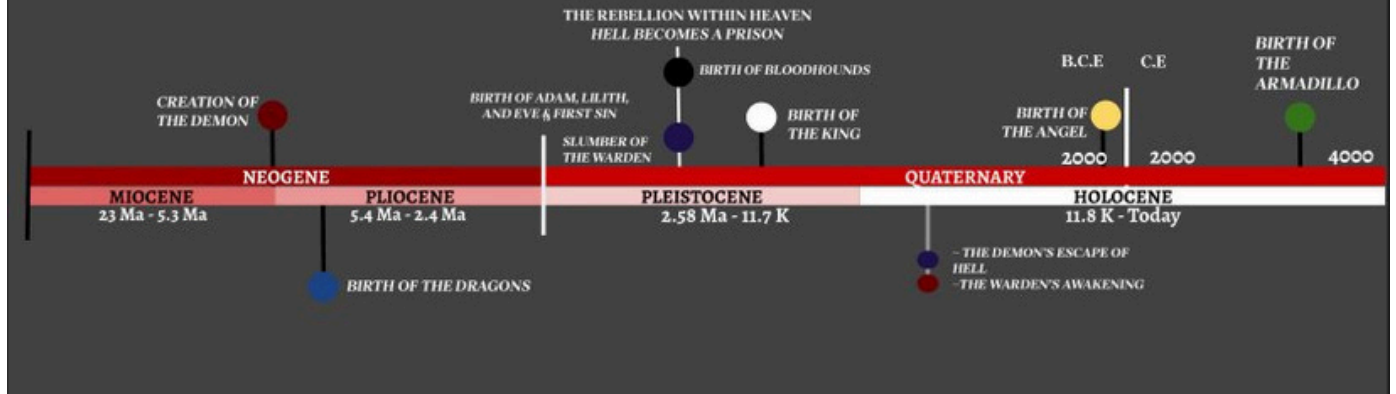 THE REBELLION WITHIN HEAVEN
HELL BECOMES A PRISON
BIRTH OF BLOODHOUNDS
CREATION OF
THE DEMON
BIRTH OF ADAM, LILITH,
AND EVE & FIRST SIN
SLUMBER OF
THE WARDEN
BIRTH OF
THE KING
B.C.E
C.E
BIRTH OF
THE ANGEL
2000
2000
BIRTH OF
THE
ARMADILLO
4000
NEOGENE
QUATERNARY
MIOCENE
PLIOCENE
PLEISTOCENE
HOLOCENE
23 Ma - 5.3 Ma
5.4 Ma - 2.4 Ma
2.58 Ma - 11.7 K
11.8 K - Today
BIRTH OF THE DRAGONS
- THE DEMON'S ESCAPE OF
HELL
-THE WARDEN'S AWAKENING